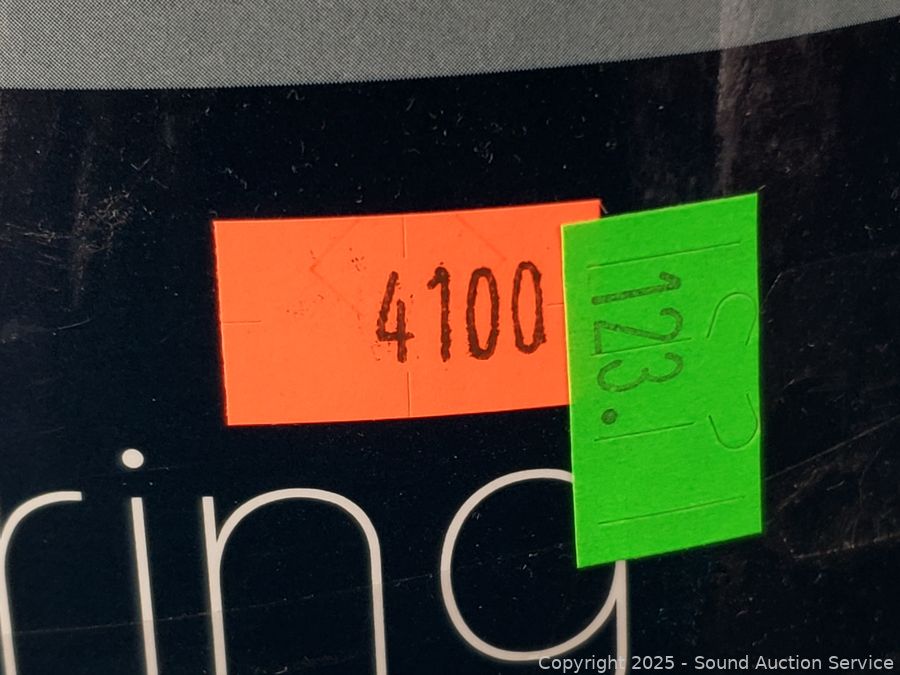 4100
123.
ring
Copyright 2025 - Sound Auction Service